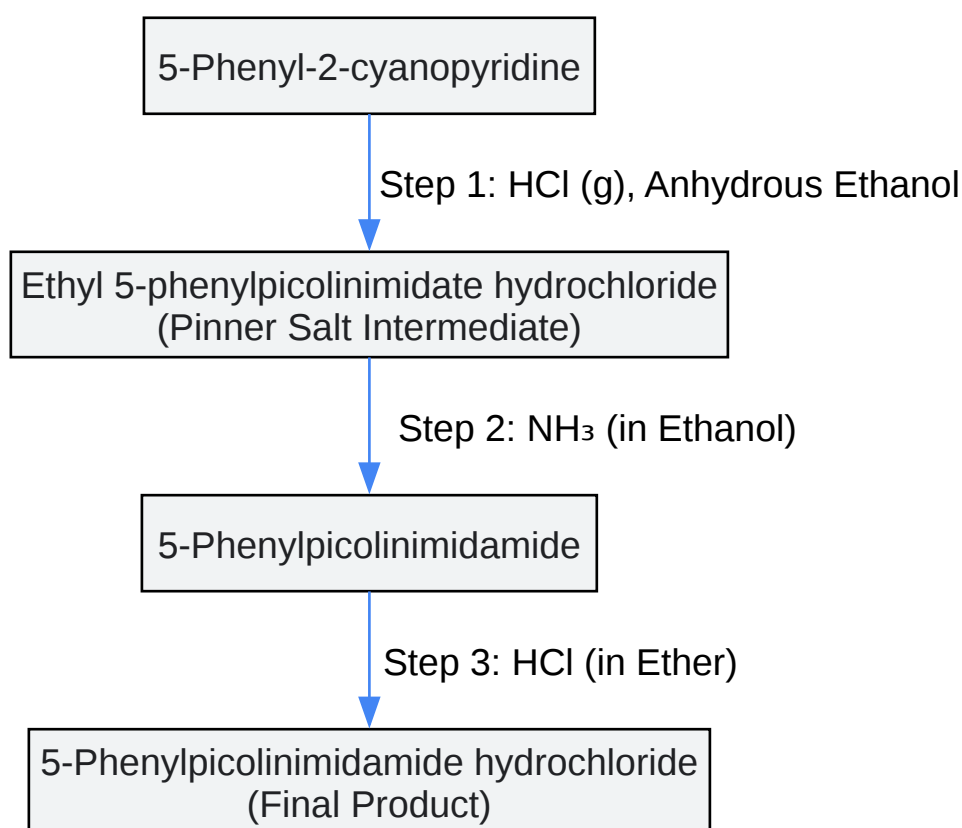 5-Phenyl-2-cyanopyridine
Step 1: HCl (g), Anhydrous Ethanol
Ethyl 5-phenylpicolinimidate hydrochloride
(Pinner Salt Intermediate)
Step 2: NH₃ (in Ethanol)
5-Phenylpicolinimidamide
Step 3: HCl (in Ether)
5-Phenylpicolinimidamide hydrochloride
(Final Product)